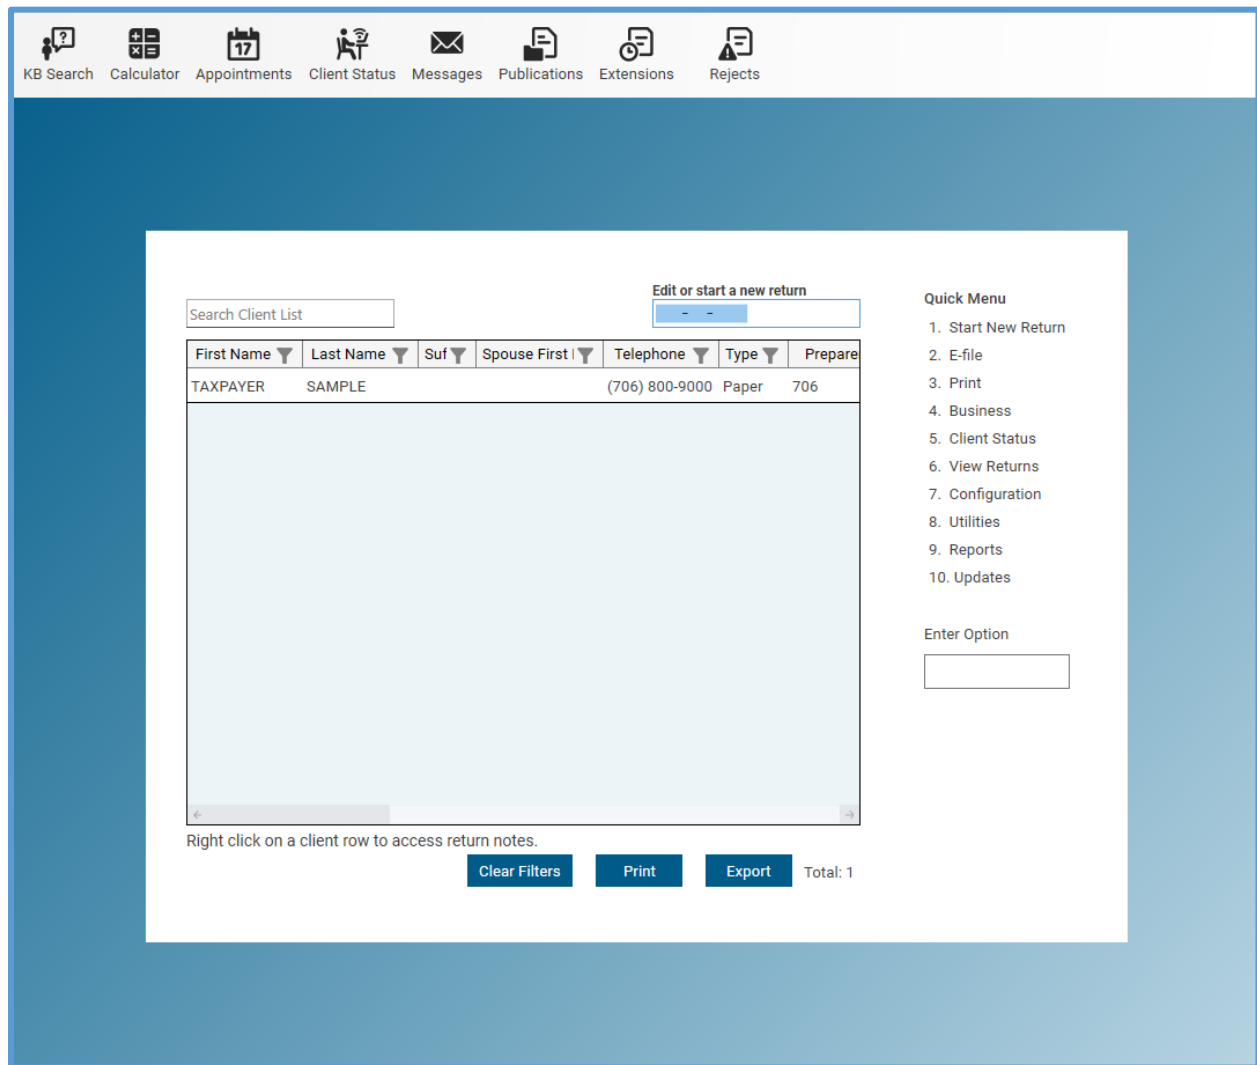 17
KB Search Calculator Appointments Client Status Messages Publications Extensions Rejects
Edit or start a new return
Search Client List
- -
First Name Last Name Suf Spouse First Telephone Type Prepare
TAXPAYER SAMPLE (706) 800-9000 Paper 706
Right click on a client row to access return notes.
Clear Filters Print Export Total: 1
Quick Menu
1. Start New Return
2. E-file
3. Print
4. Business
5. Client Status
6. View Returns
7. Configuration
8. Utilities
9. Reports
10. Updates
Enter Option